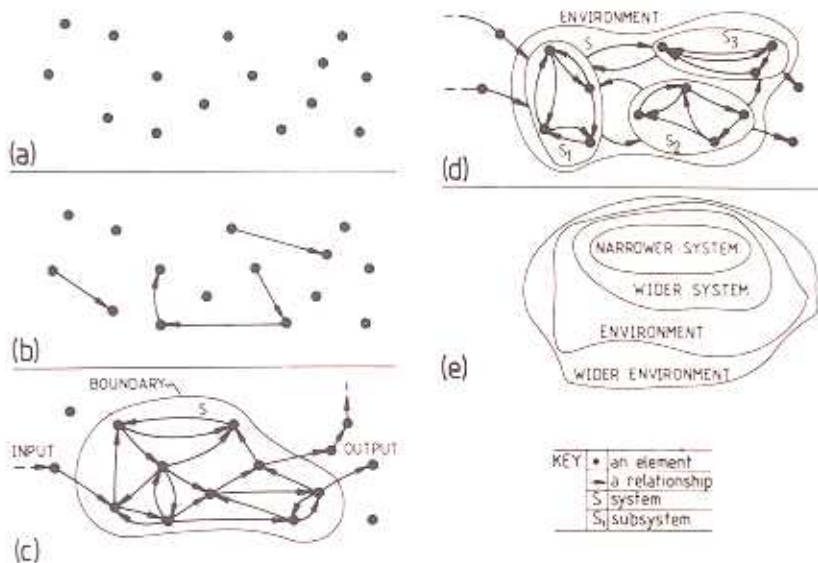 (a)
(b)
BOUNDARY
S
INPUT
OUTPUT
(c)
ENVIRONMENT
S
S3
S1
S2
(d)
NARROWER SYSTEM
WIDER SYSTEM
ENVIRONMENT
WIDER ENVIRONMENT
(e)
KEY
an element
a relationship
S system
S1 subsystem